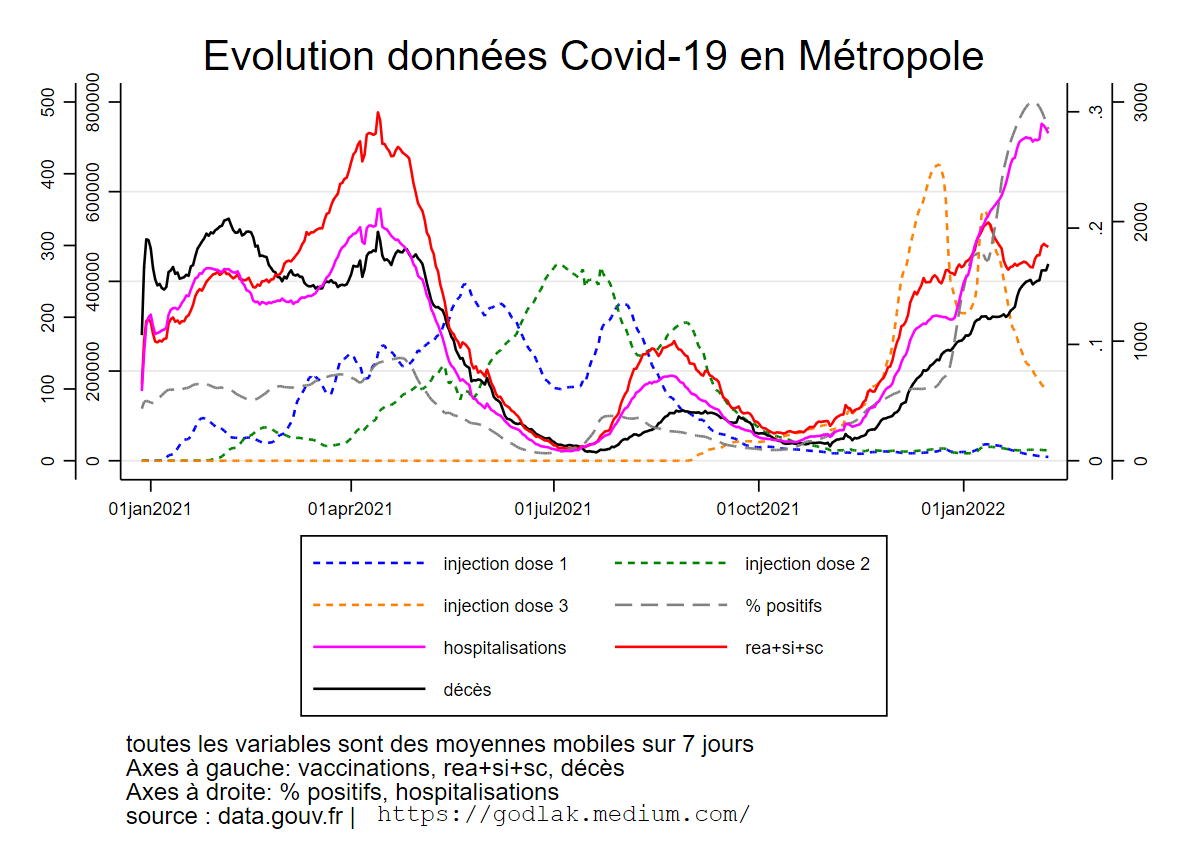 Evolution données Covid-19 en Métropole
500
400
300
200
100
0
800000
600000
400000
200000
0
.3
.2
.1
0
3000
2000
1000
0
01jan2021 01apr2021 01jul2021 01oct2021 01jan2022
injection dose 1 injection dose 2
injection dose 3 % positifs
hospitalisations rea+si+sc
décès
toutes les variables sont des moyennes mobiles sur 7 jours
Axes à gauche: vaccinations, rea+si+sc, décès
Axes à droite: % positifs, hospitalisations
source : data.gouv.fr | https://godlak.medium.com/